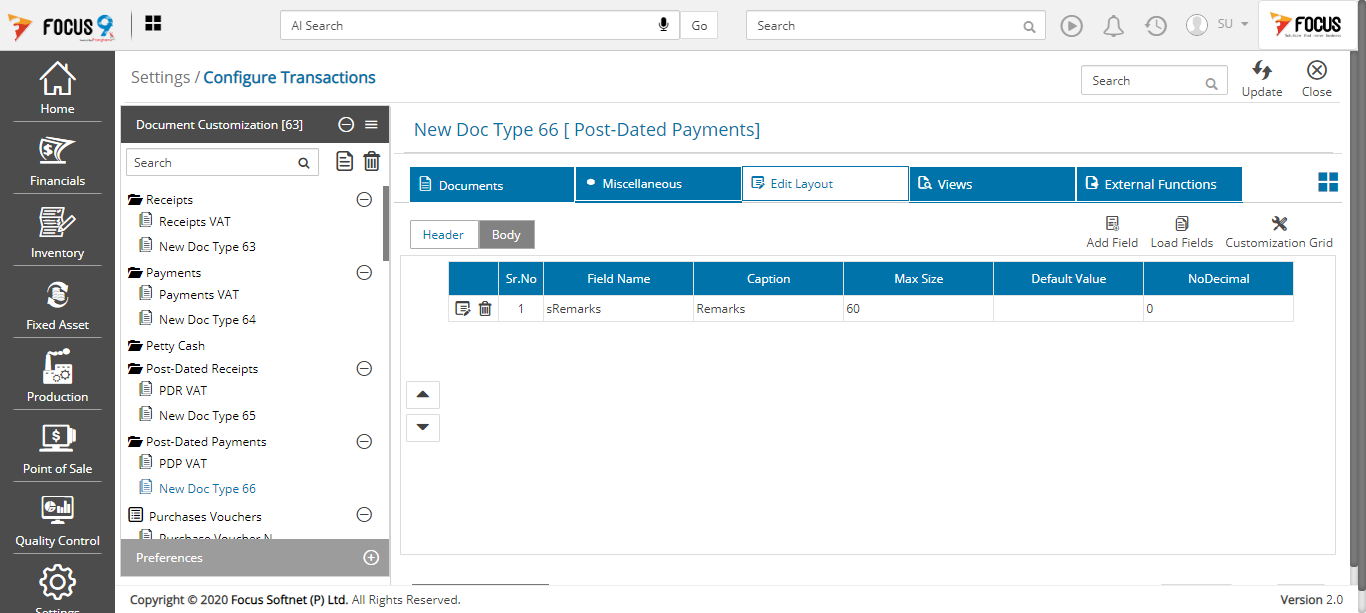 FOCUS 9
AI Search
Go
Search
SU
FOCUS
Home
Financials
Inventory
Fixed Asset
Production
Point of Sale
Quality Control
Settings
Settings / Configure Transactions
Search
Update
Close
Document Customization [63]
Search
Receipts
Receipts VAT
New Doc Type 63
Payments
Payments VAT
New Doc Type 64
Petty Cash
Post-Dated Receipts
PDR VAT
New Doc Type 65
Post-Dated Payments
PDP VAT
New Doc Type 66
Purchases Vouchers
Purchase Voucher N
Preferences
New Doc Type 66 [ Post-Dated Payments]
Documents
Miscellaneous
Edit Layout
Views
External Functions
Header
Body
Add Field
Load Fields
Customization Grid
Sr.No Field Name Caption Max Size Default Value NoDecimal
1 sRemarks Remarks 60 0
Copyright © 2020 Focus Softnet (P) Ltd. All Rights Reserved.
Version 2.0